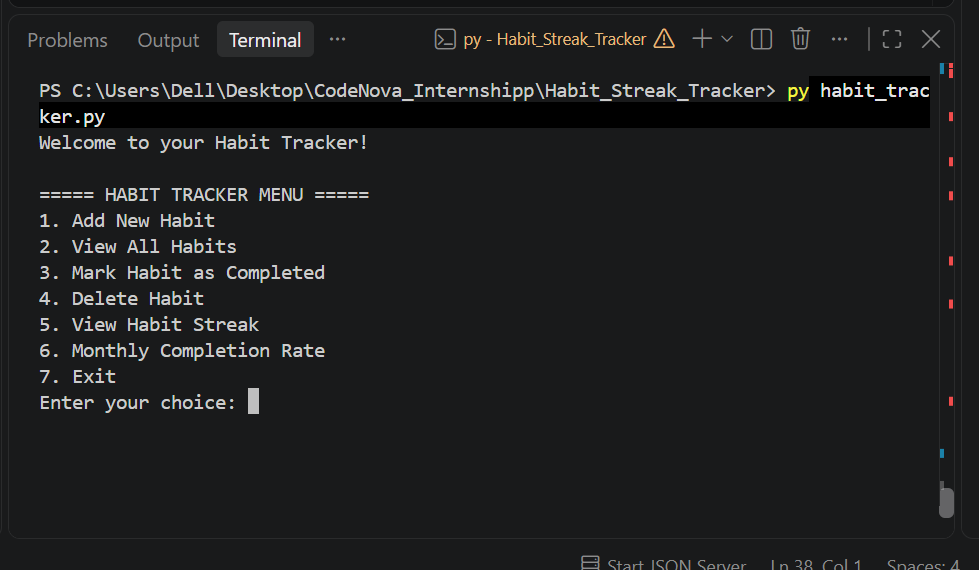 Problems Output Terminal ··· py - Habit_Streak_Tracker
PS C:\Users\Dell\Desktop\CodeNova_Internshipp\Habit_Streak_Tracker> py habit_trac
ker.py
Welcome to your Habit Tracker!
===== HABIT TRACKER MENU =====
1. Add New Habit
2. View All Habits
3. Mark Habit as Completed
4. Delete Habit
5. View Habit Streak
6. Monthly Completion Rate
7. Exit
Enter your choice:
Start JSON Server Ln 38, Col 1 Spaces: 4